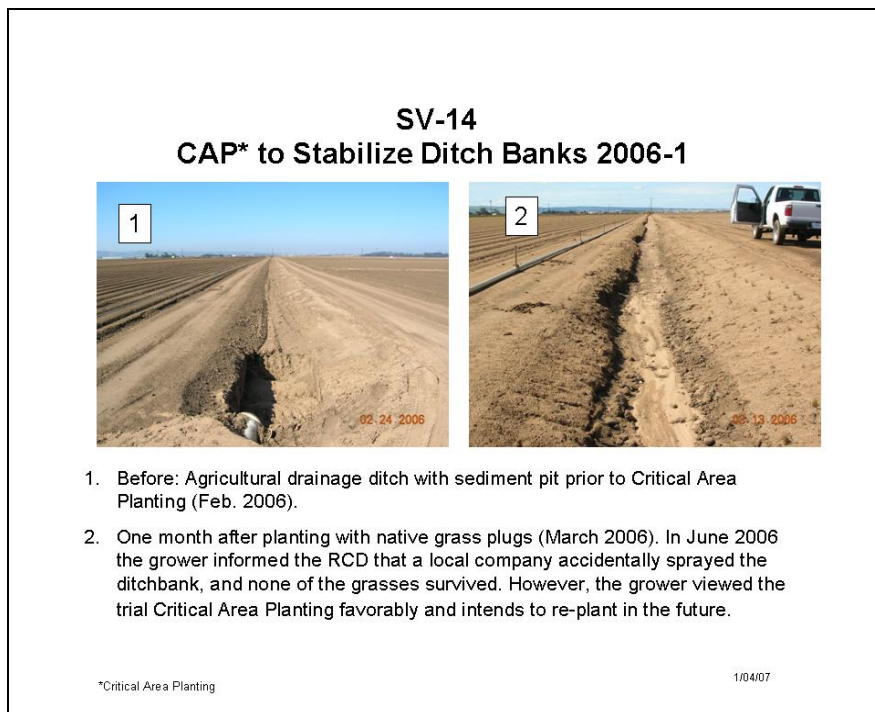 SV-14
CAP* to Stabilize Ditch Banks 2006-1
1
2
02 24 2006
13 2006
1. Before: Agricultural drainage ditch with sediment pit prior to Critical Area
Planting (Feb. 2006).
2. One month after planting with native grass plugs (March 2006). In June 2006
the grower informed the RCD that a local company accidentally sprayed the
ditchbank, and none of the grasses survived. However, the grower viewed the
trial Critical Area Planting favorably and intends to re-plant in the future.
*Critical Area Planting
1/04/07